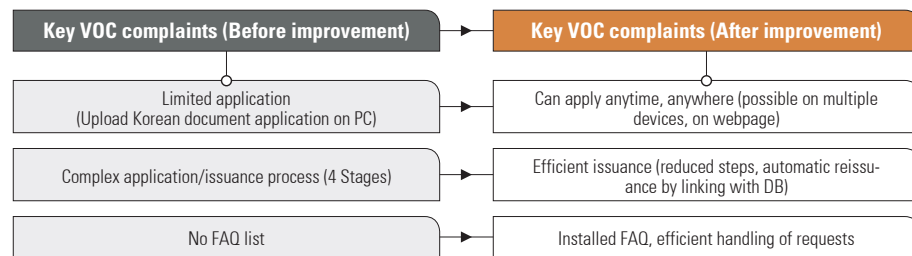 Key VOC complaints (Before improvement)
Key VOC complaints (After improvement)
Limited application
(Upload Korean document application on PC)
Can apply anytime, anywhere (possible on multiple
devices, on webpage)
Complex application/issuance process (4 Stages)
Efficient issuance (reduced steps, automatic reissu-
ance by linking with DB)
No FAQ list
Installed FAQ, efficient handling of requests